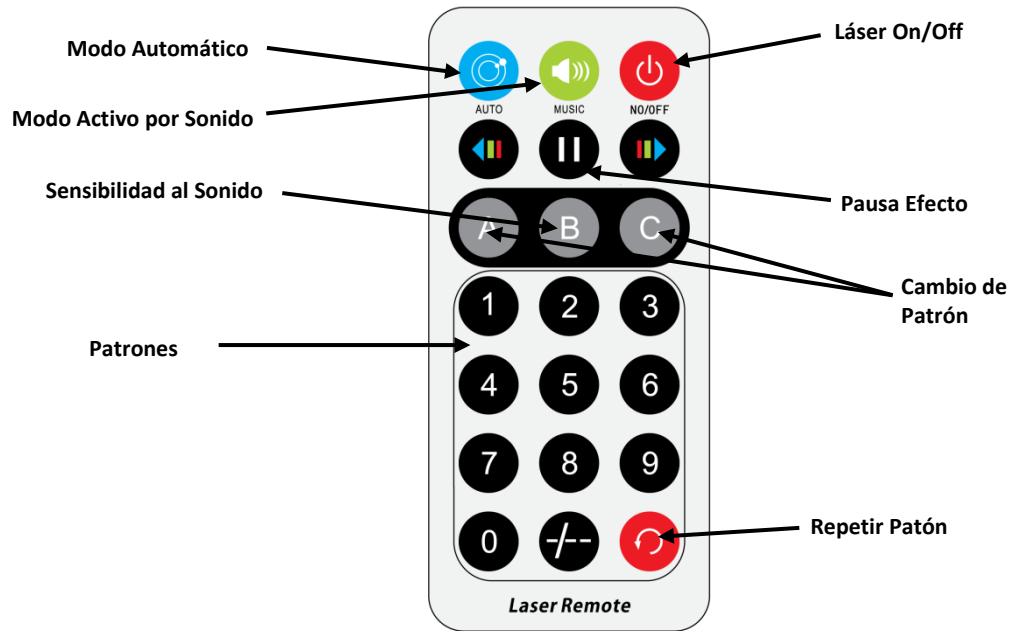 Láser On/Off
Modo Automático
AUTO MUSIC NO/OFF
Modo Activo por Sonido
Sensibilidad al Sonido
Pausa Efecto
A B C
Cambio de
Patrón
1 2 3
Patrones
4 5 6
7 8 9
Repetir Patón
0 -/--
Laser Remote